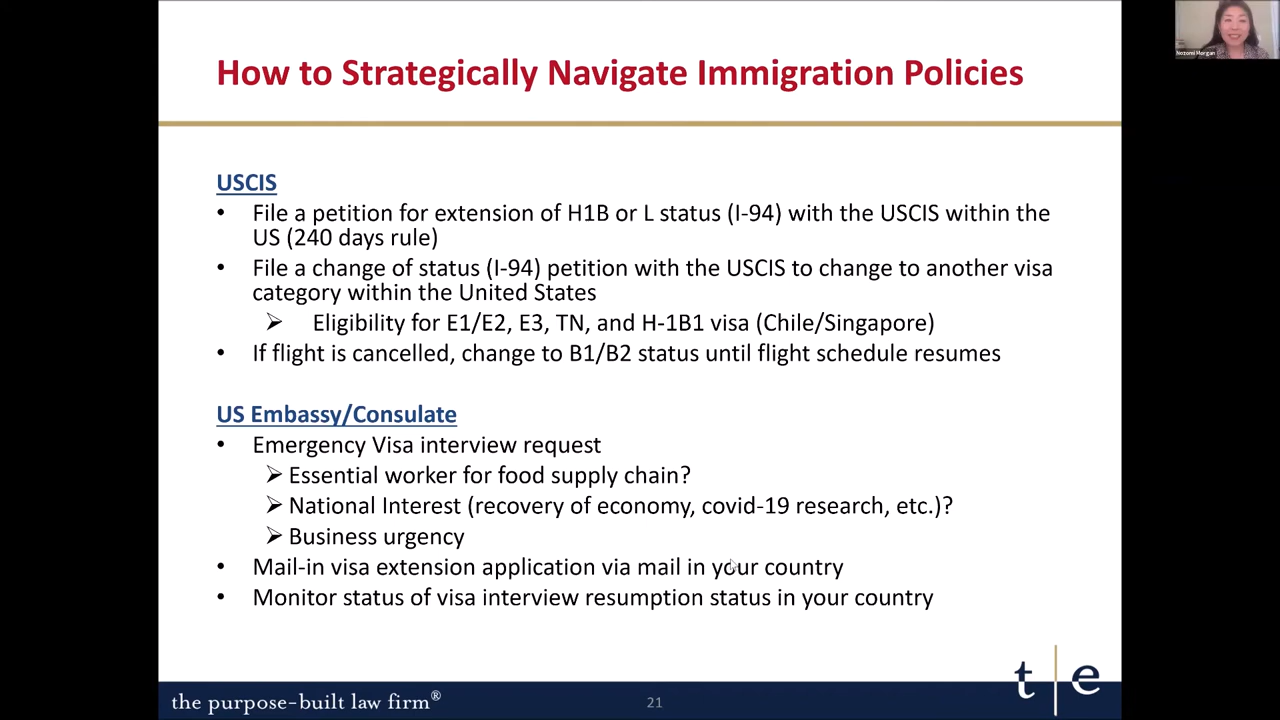 Nozomi Morgan
How to Strategically Navigate Immigration Policies
USCIS
• File a petition for extension of H1B or L status (I-94) with the USCIS within the
US (240 days rule)
• File a change of status (I-94) petition with the USCIS to change to another visa
category within the United States
➢ Eligibility for E1/E2, E3, TN, and H-1B1 visa (Chile/Singapore)
• If flight is cancelled, change to B1/B2 status until flight schedule resumes
US Embassy/Consulate
• Emergency Visa interview request
➢ Essential worker for food supply chain?
➢ National Interest (recovery of economy, covid-19 research, etc.)?
➢ Business urgency
• Mail-in visa extension application via mail in your country
• Monitor status of visa interview resumption status in your country
the purpose-built law firm®
21
t|e